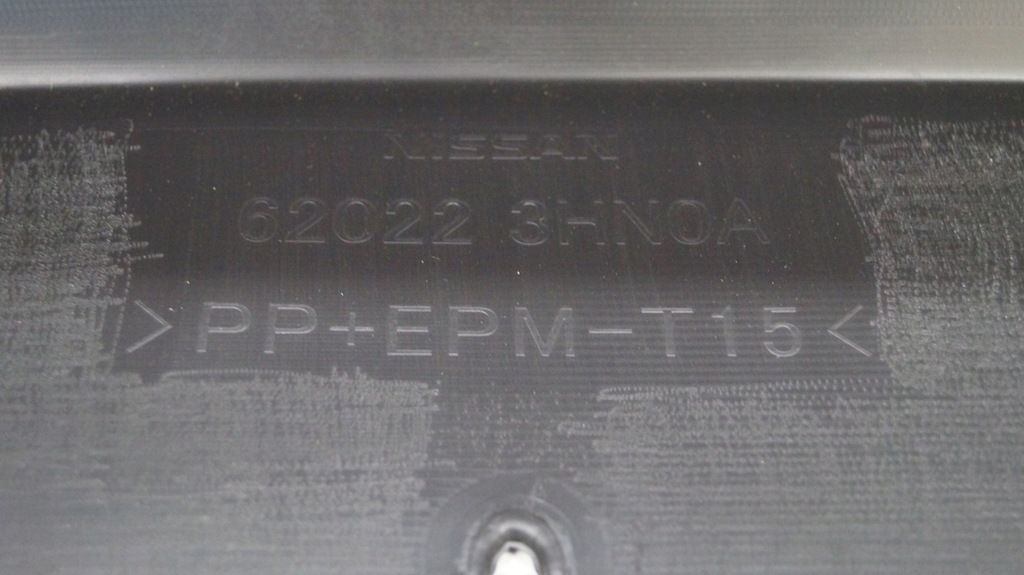 NISSAN
62022 3HN0A
>PP+EPM-T15<